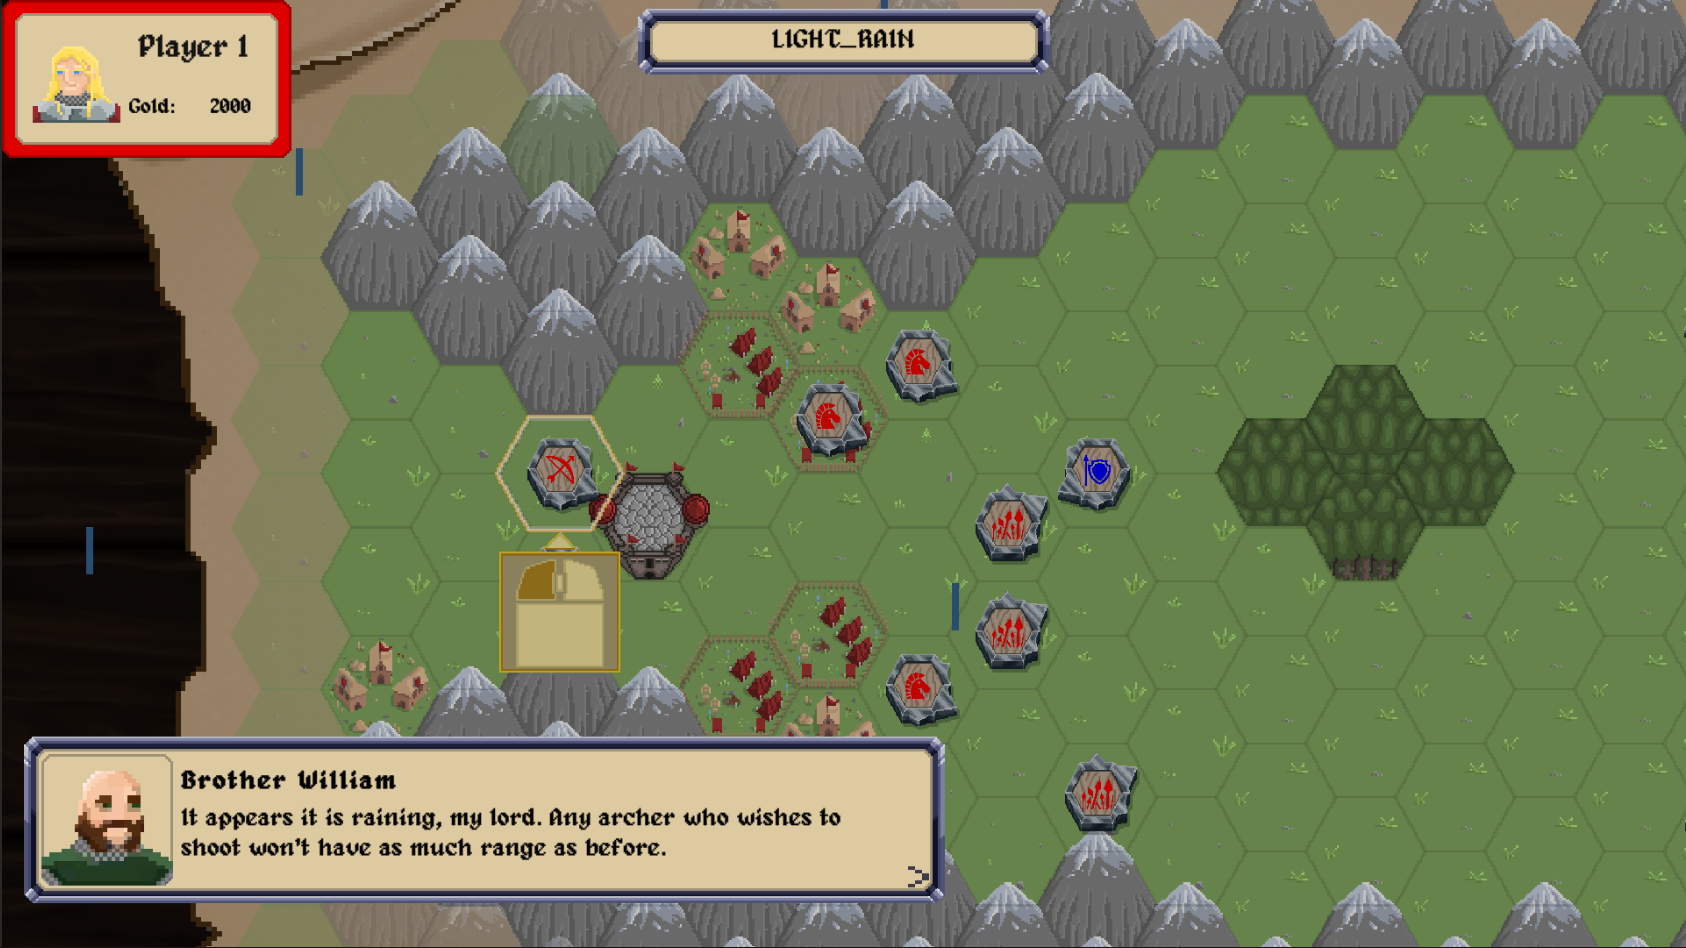 Player 1
Gold: 2000
LIGHT_RAIN
Brother William
It appears it is raining, my lord. Any archer who wishes to
shoot won't have as much range as before.
>